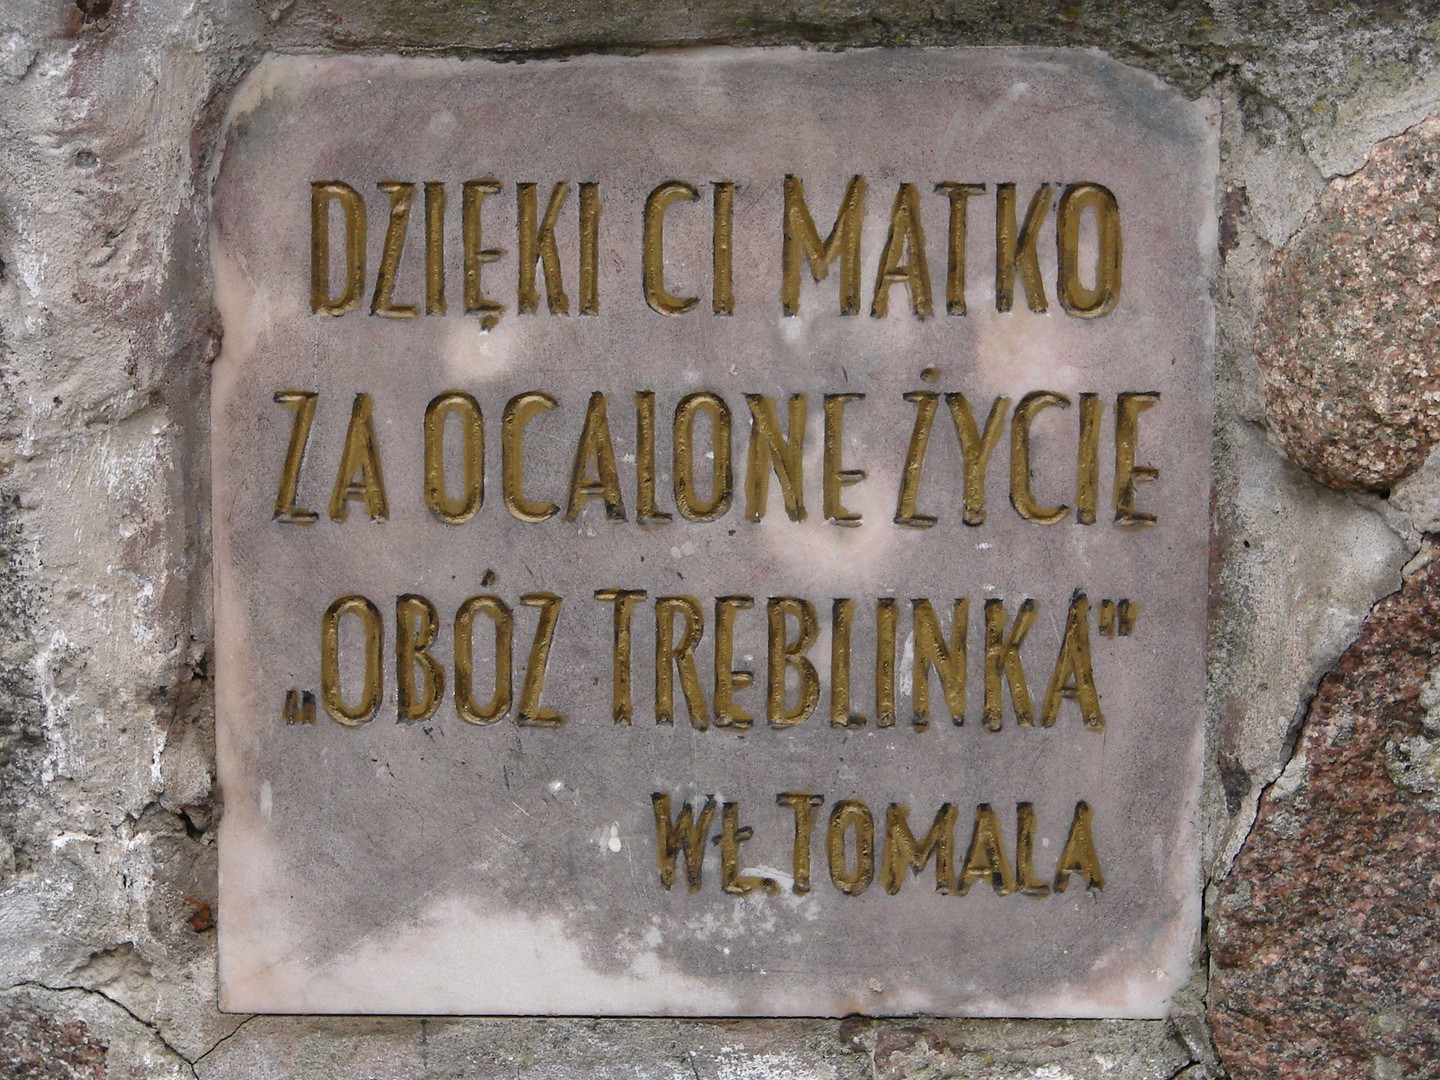 DZIĘKI CI MATKO
ZA OCALONE ŻYCIE
„OBÓZ TREBLINKA"
WŁ. TOMALA